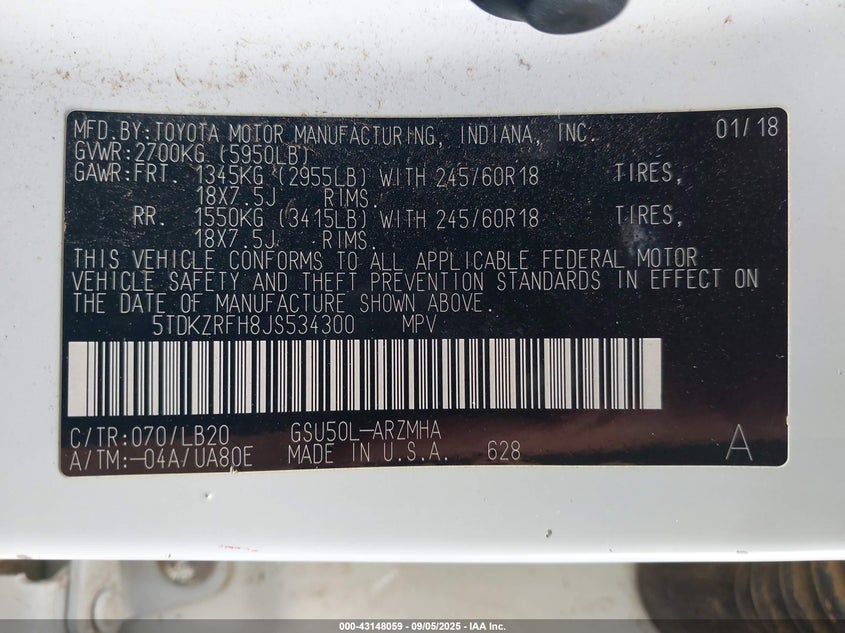 MFD.BY:TOYOTA MOTOR MANUFACTURING, INDIANA, INC. 01/18
GVWR:2700KG (5950LB)
GAWR:FRT. 1345KG (2955LB) WITH 245/60R18 TIRES,
18X7.5J RIMS.
RR. 1550KG (3415LB) WITH 245/60R18 TIRES,
18X7.5J RIMS.
THIS VEHICLE CONFORMS TO ALL APPLICABLE FEDERAL MOTOR
VEHICLE SAFETY AND THEFT PREVENTION STANDARDS IN EFFECT ON
THE DATE OF MANUFACTURE SHOWN ABOVE.
5TDKZRFH8JS534300 MPV
C/TR:070/LB20 GSU50L-ARZMHA
A/TM:-04A/UA80E MADE IN U.S.A. 628 A
000-43148059 - 09/05/2025 - IAA Inc.